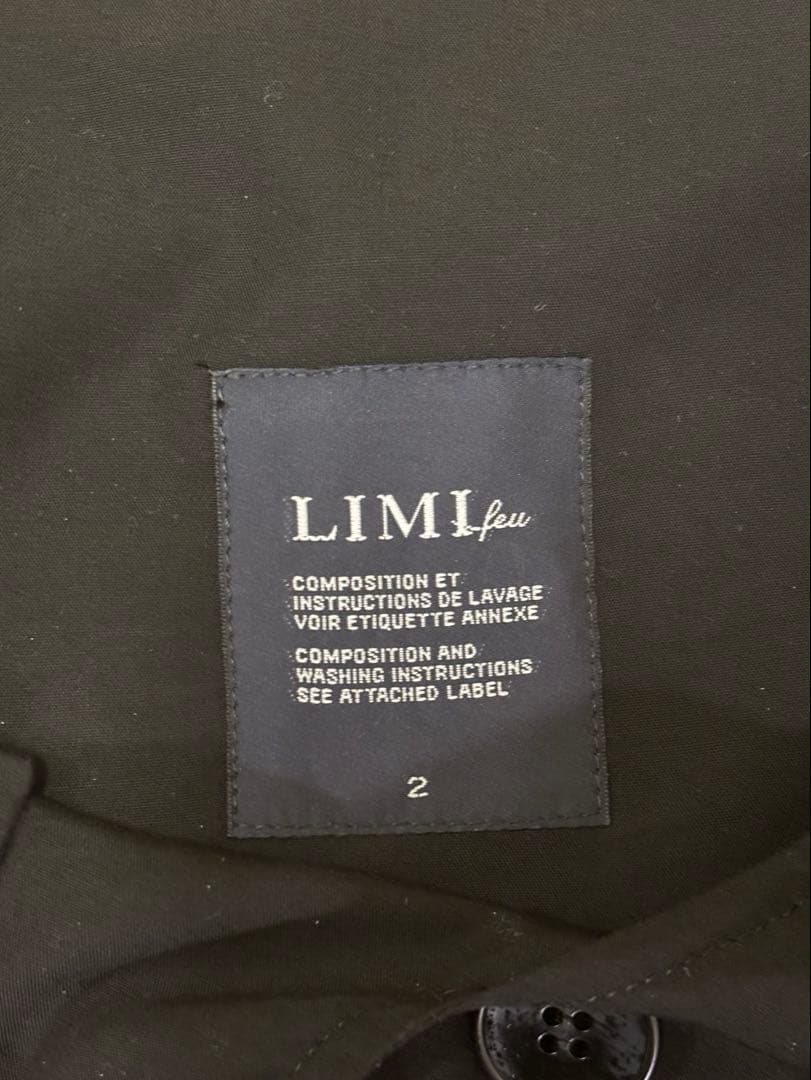 LIMI feu
COMPOSITION ET
INSTRUCTIONS DE LAVAGE
VOIR ETIQUETTE ANNEXE
COMPOSITION AND
WASHING INSTRUCTIONS
SEE ATTACHED LABEL
2